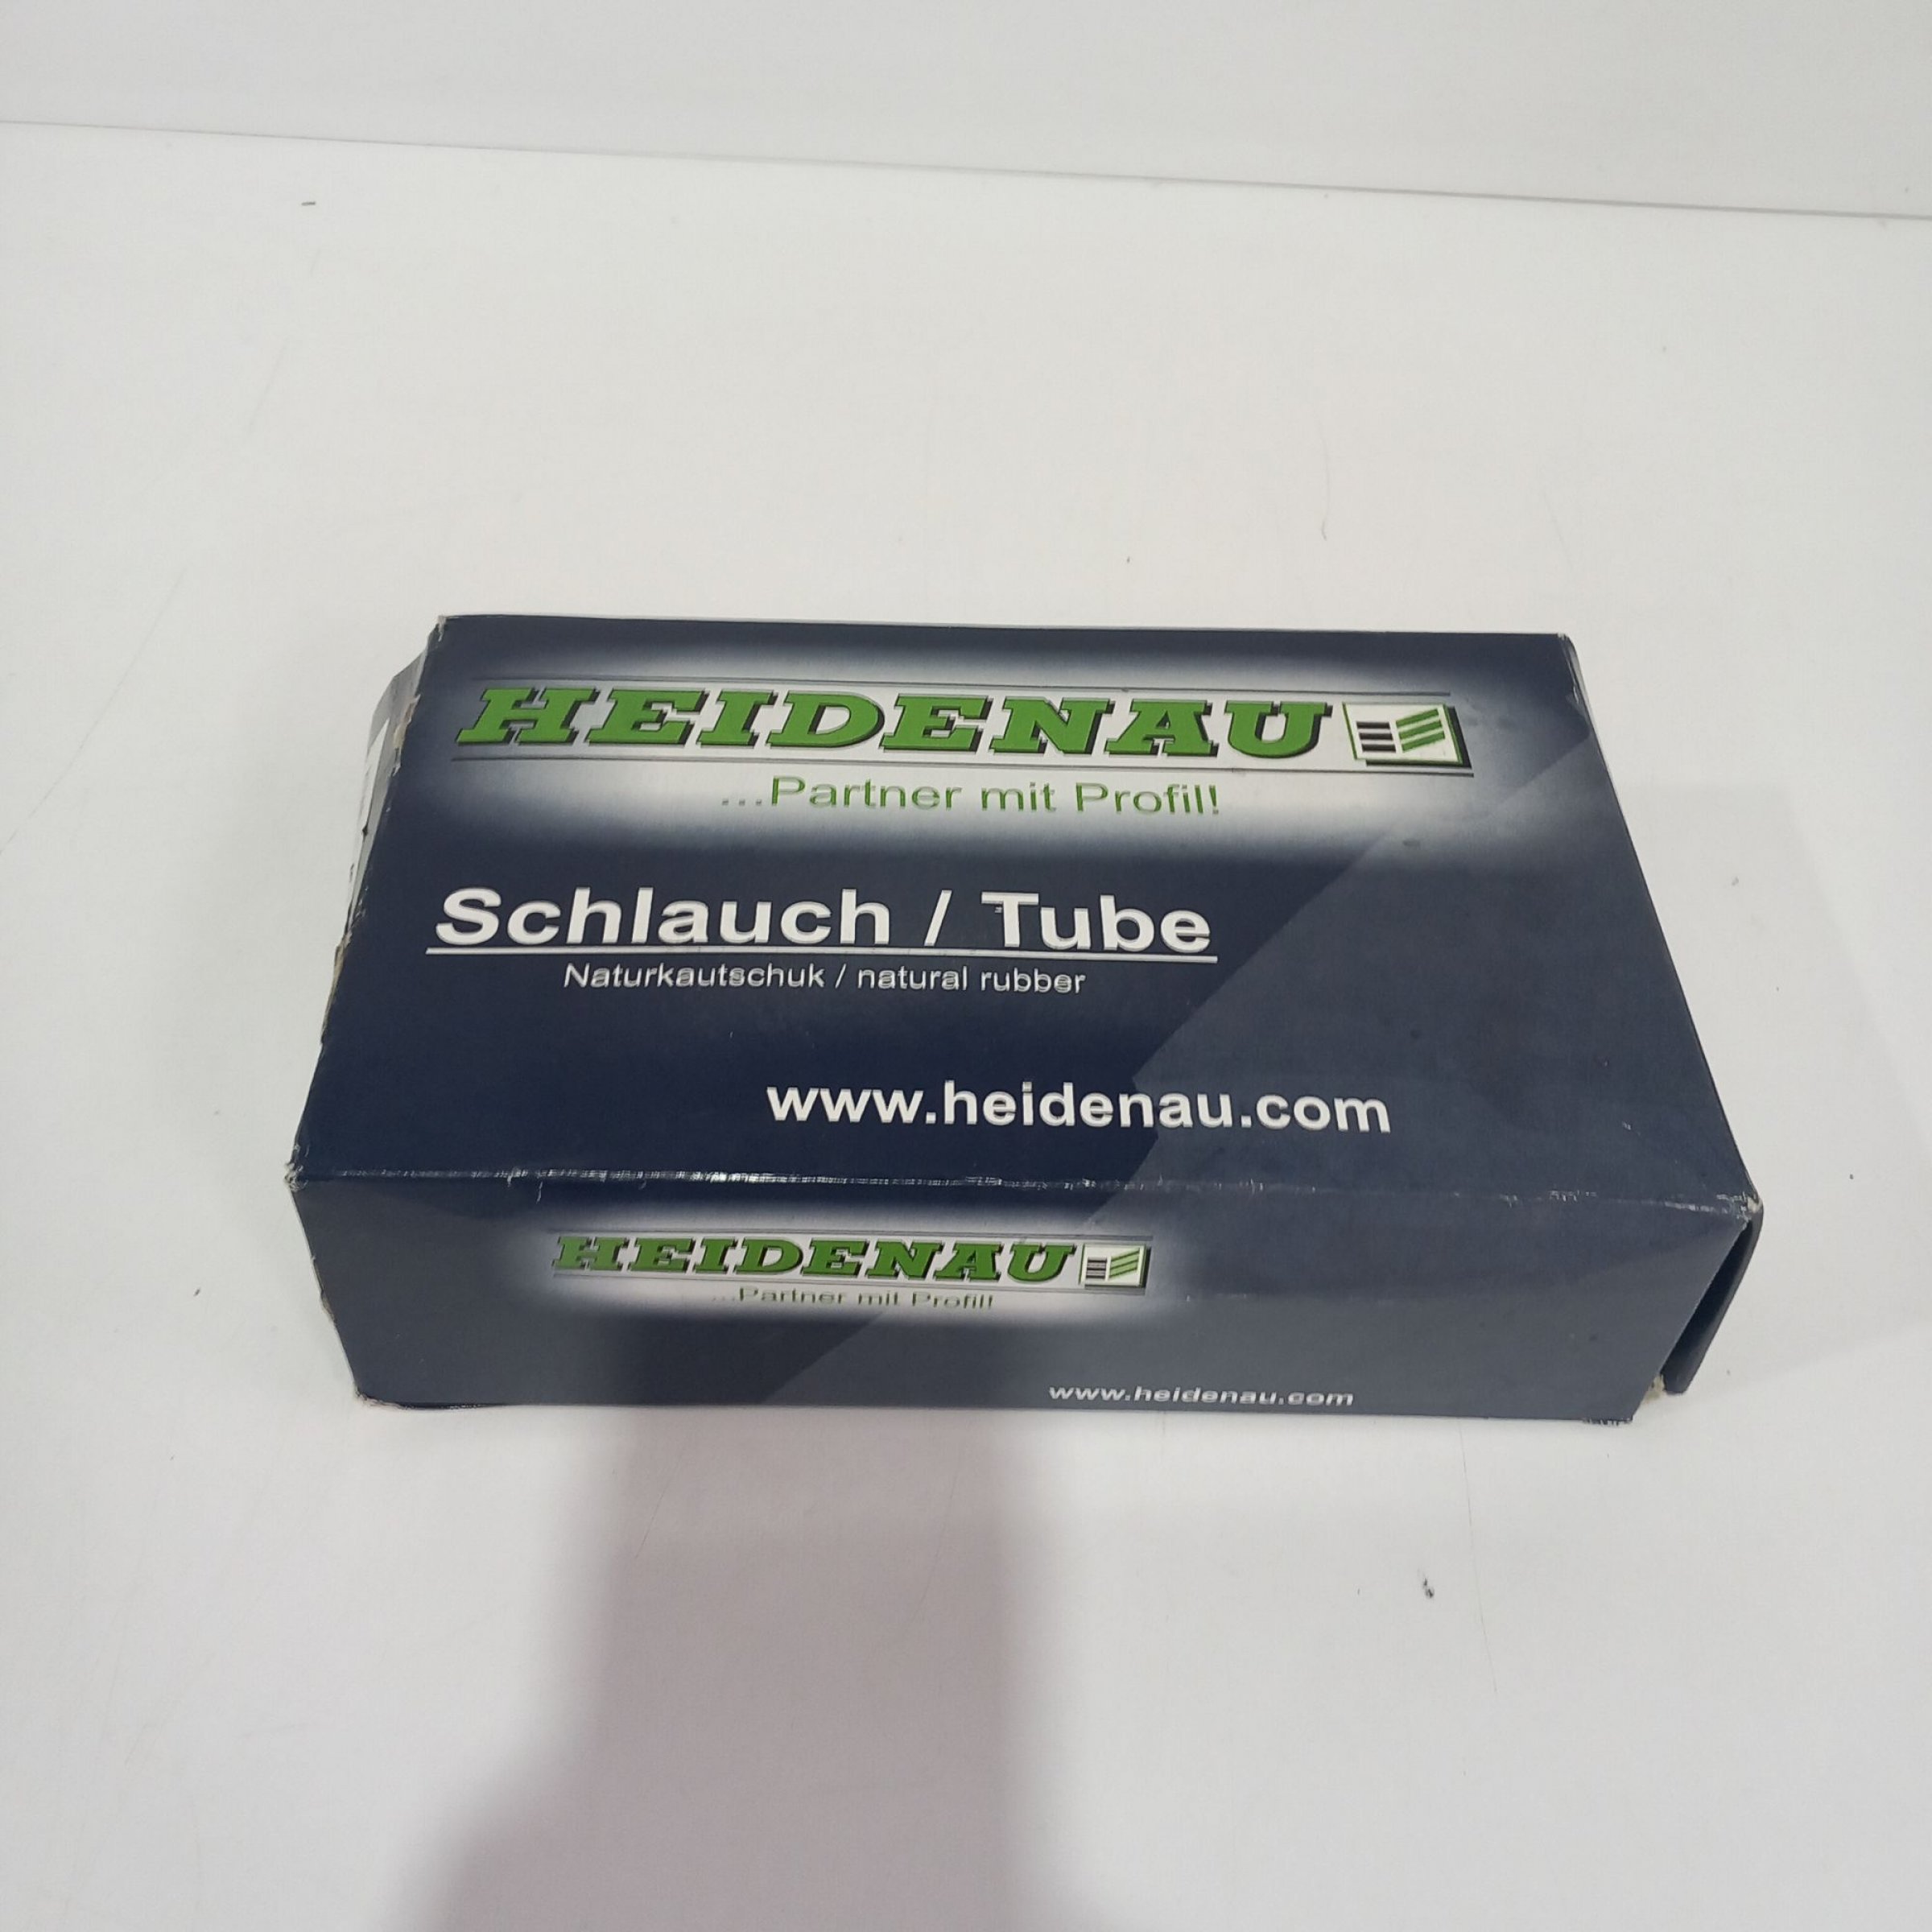 HEIDENAU
...Partner mit Profil!
Schlauch / Tube
Naturkautschuk / natural rubber
www.heidenau.com
HEIDENAU
...Partner mit Profil!
www.heidenau.com